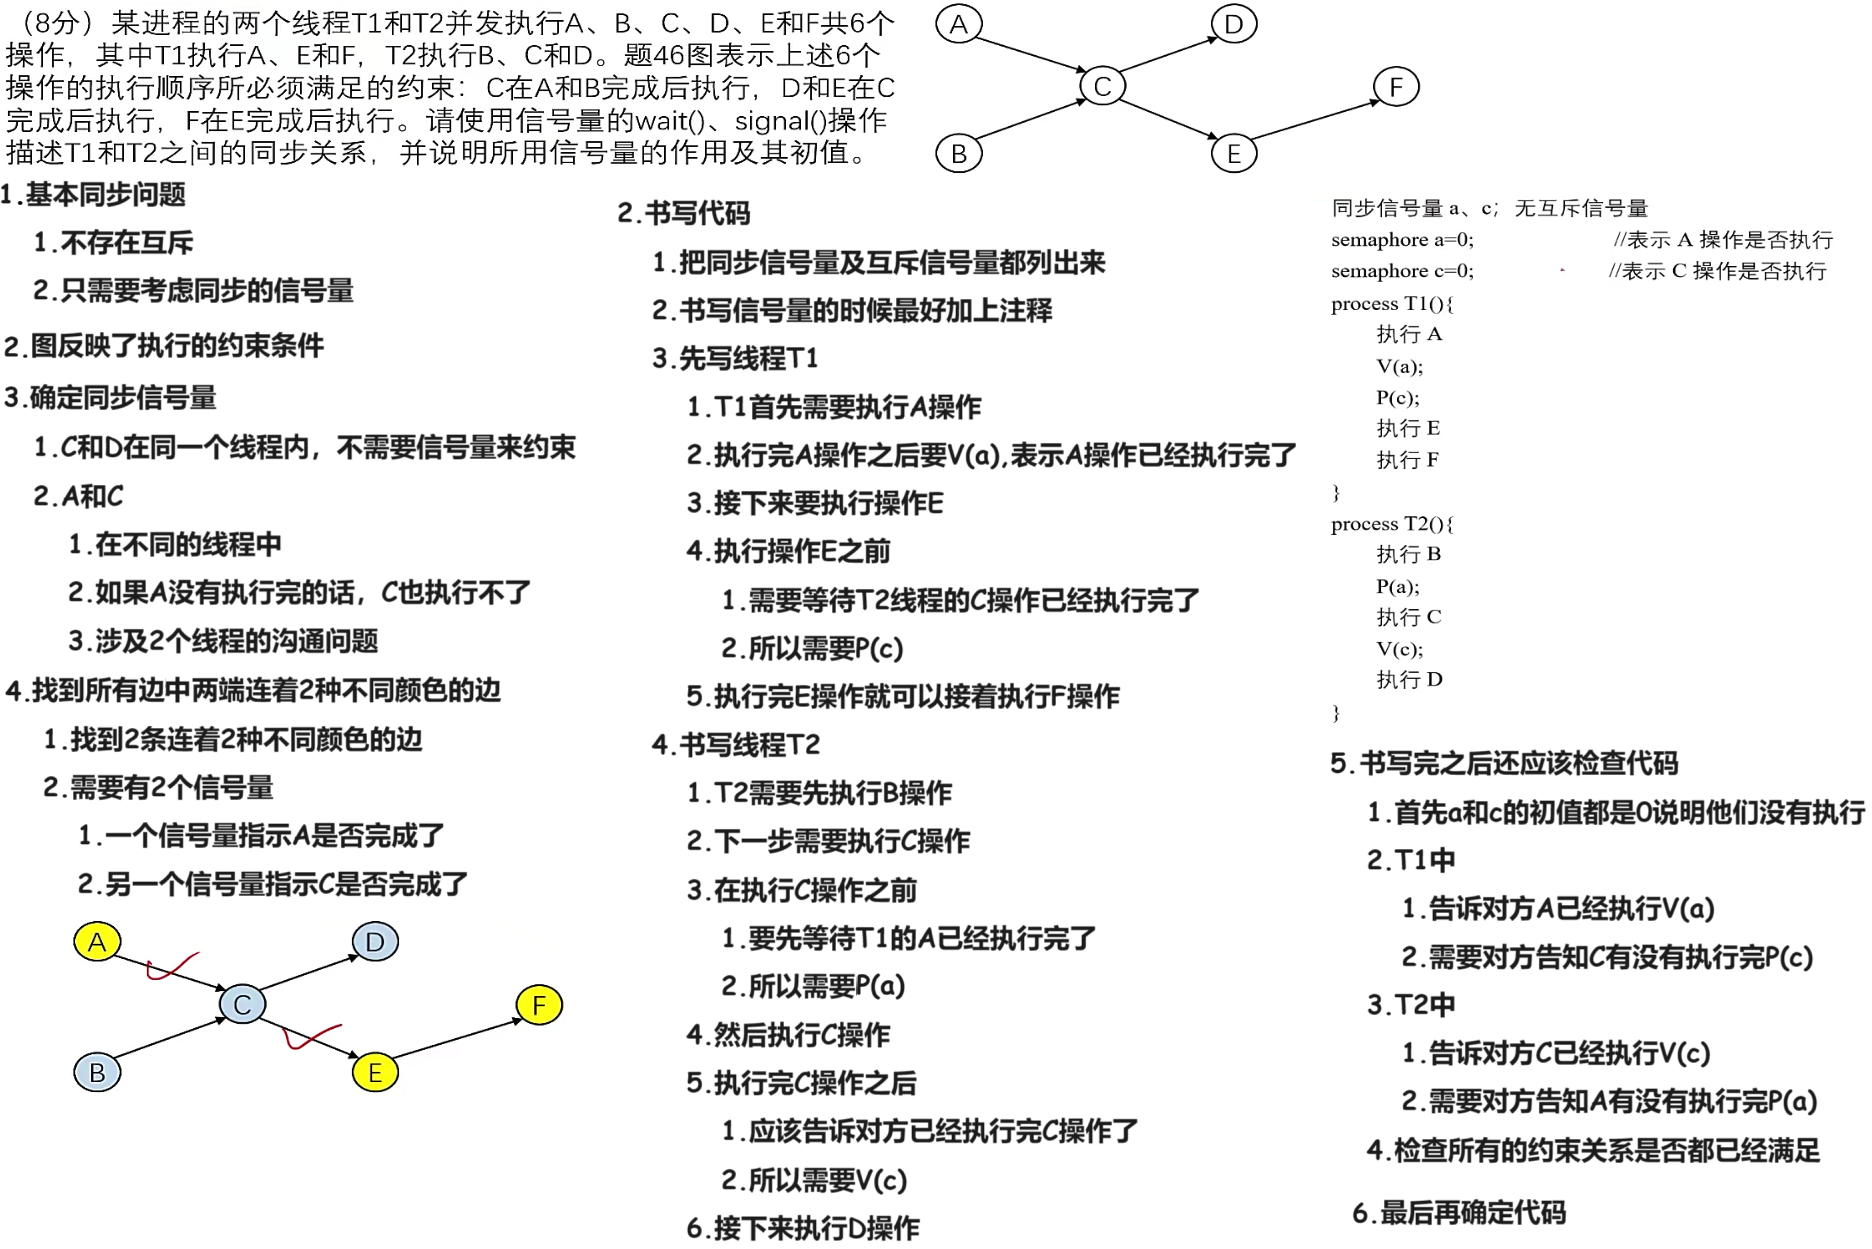 （8分）某进程的两个线程T1和T2并发执行A、B、C、D、E和F共6个
操作，其中T1执行A、E和F，T2执行B、C和D。题46图表示上述6个
操作的执行顺序所必须满足的约束：C在A和B完成后执行，D和E在C
完成后执行，F在E完成后执行。请使用信号量的wait()、signal()操作
描述T1和T2之间的同步关系，并说明所用信号量的作用及其初值。
A
D
C
F
B
E
1.基本同步问题
1.不存在互斥
2.只需要考虑同步的信号量
2.图反映了执行的约束条件
3.确定同步信号量
1.C和D在同一个线程内，不需要信号量来约束
2.A和C
1.在不同的线程中
2.如果A没有执行完的话，C也执行不了
3.涉及2个线程的沟通问题
4.找到所有边中两端连着2种不同颜色的边
1.找到2条连着2种不同颜色的边
2.需要有2个信号量
1.一个信号量指示A是否完成了
2.另一个信号量指示C是否完成了
A
D
C
F
B
E
2.书写代码
1.把同步信号量及互斥信号量都列出来
2.书写信号量的时候最好加上注释
3.先写线程T1
1.T1首先需要执行A操作
2.执行完A操作之后要V(a),表示A操作已经执行完了
3.接下来要执行操作E
4.执行操作E之前
1.需要等待T2线程的C操作已经执行完了
2.所以需要P(c)
5.执行完E操作就可以接着执行F操作
4.书写线程T2
1.T2需要先执行B操作
2.下一步需要执行C操作
3.在执行C操作之前
1.要先等待T1的A已经执行完了
2.所以需要P(a)
4.然后执行C操作
5.执行完C操作之后
1.应该告诉对方已经执行完C操作了
2.所以需要V(c)
6.接下来执行D操作
同步信号量 a、c；无互斥信号量
semaphore a=0; //表示 A 操作是否执行
semaphore c=0; //表示 C 操作是否执行
process T1(){
执行 A
V(a);
P(c);
执行 E
执行 F
}
process T2(){
执行 B
P(a);
执行 C
V(c);
执行 D
}
5.书写完之后还应该检查代码
1.首先a和c的初值都是0说明他们没有执行
2.T1中
1.告诉对方A已经执行V(a)
2.需要对方告知C有没有执行完P(c)
3.T2中
1.告诉对方C已经执行V(c)
2.需要对方告知A有没有执行完P(a)
4.检查所有的约束关系是否都已经满足
6.最后再确定代码